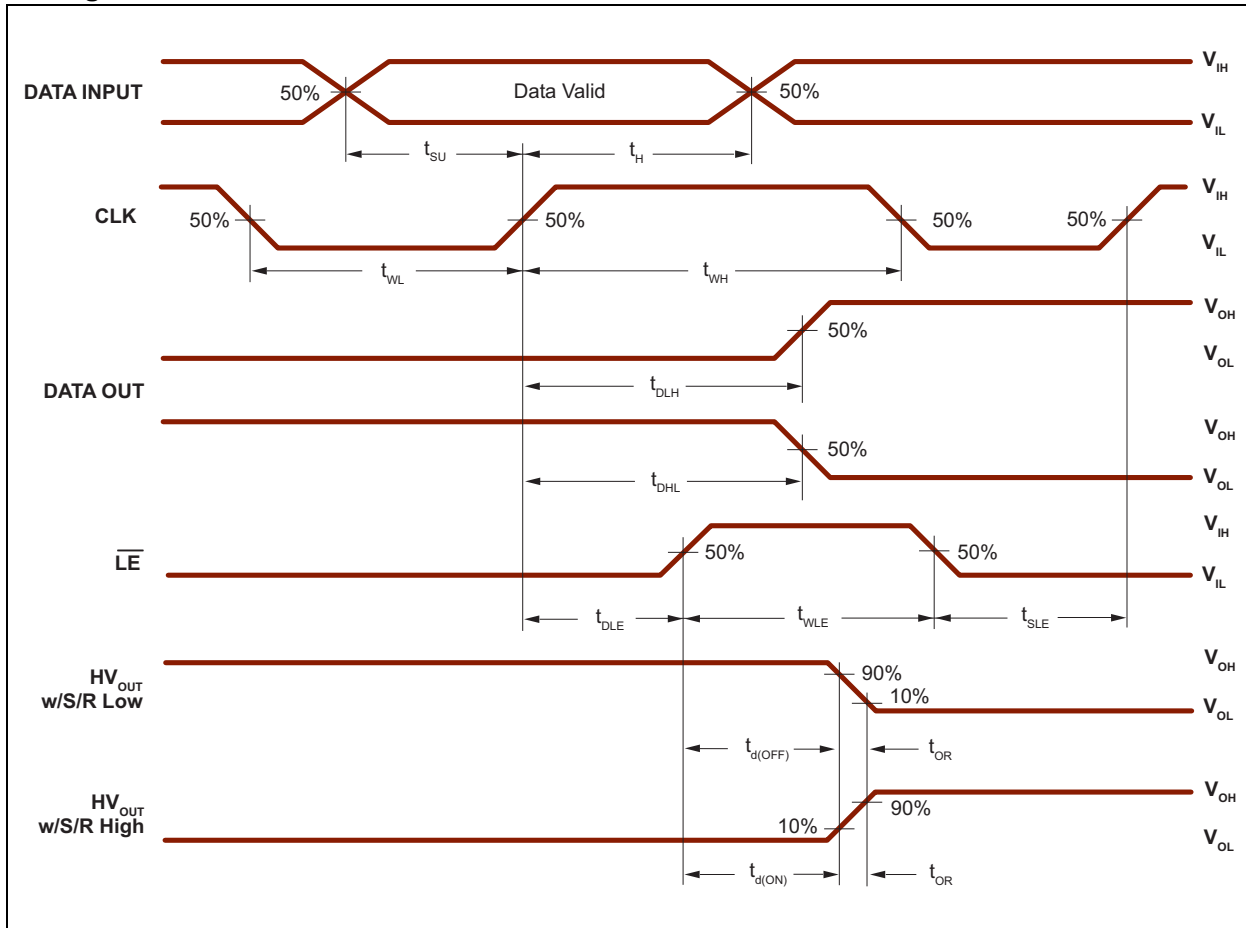 V_IH
DATA INPUT 50% Data Valid 50%
V_IL
t_SU t_H
V_IH
CLK 50% 50% 50% 50%
V_IL
t_WL t_WH
V_OH
50%
V_OL
DATA OUT t_DLH
V_OH
50%
t_DHL V_OL
V_IH
LE 50% 50%
V_IL
t_DLE t_WLE t_SLE
HV_OUT V_OH
w/S/R Low 90%
10% V_OL
t_d(OFF) t_OR
HV_OUT V_OH
w/S/R High 10% 90%
V_OL
t_d(ON) t_OR